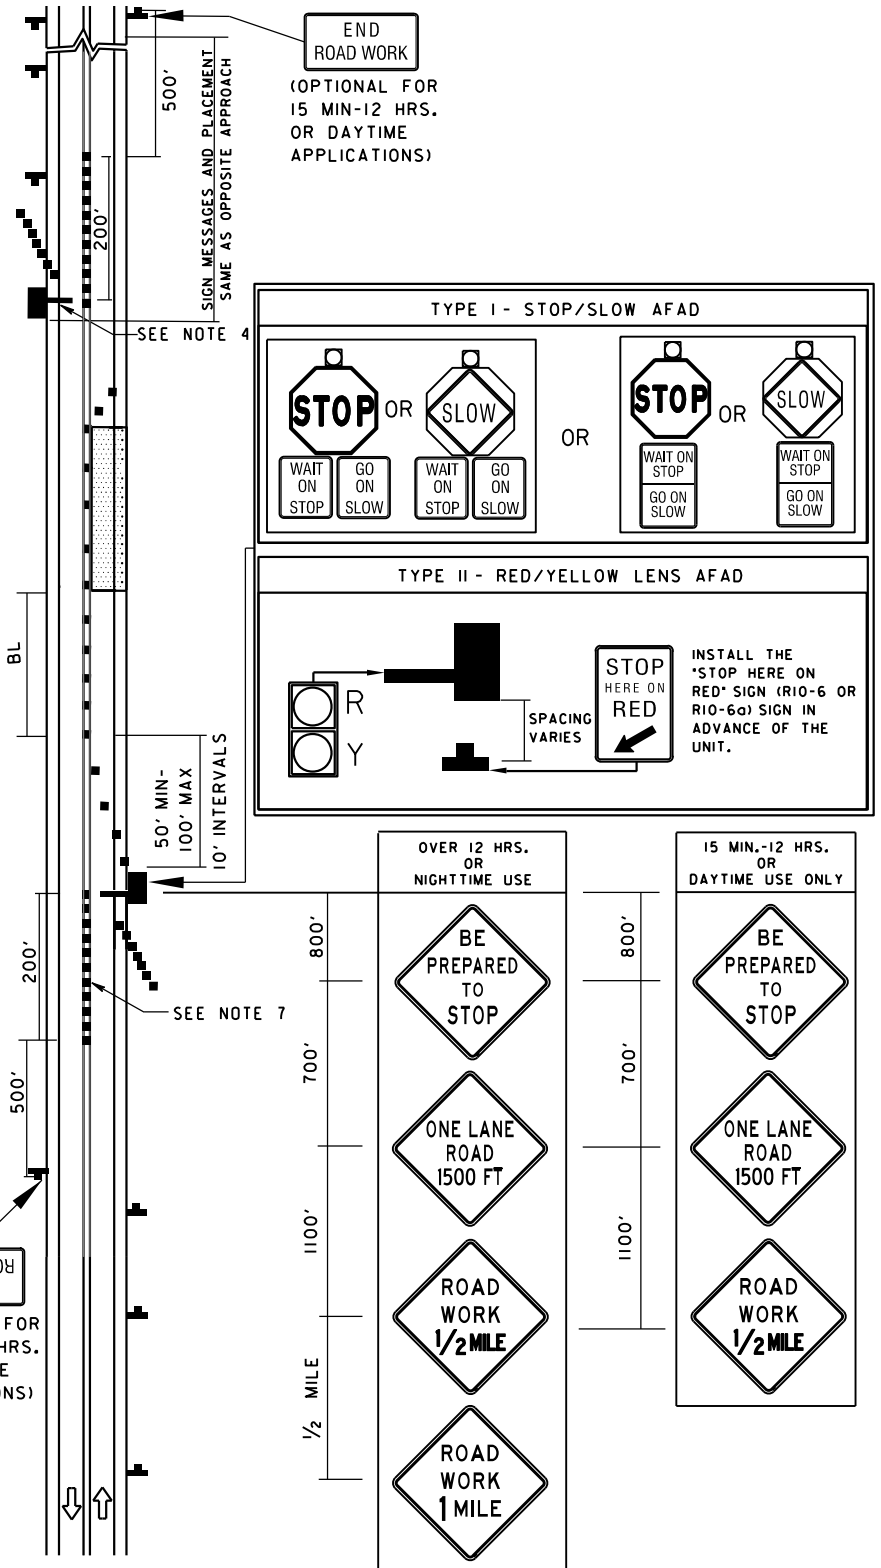 END
ROAD WORK
(OPTIONAL FOR
15 MIN-12 HRS.
OR DAYTIME
APPLICATIONS)
500'
SIGN MESSAGES AND PLACEMENT
SAME AS OPPOSITE APPROACH
200'
SEE NOTE 4
TYPE I - STOP/SLOW AFAD
STOP
OR
SLOW
WAIT
ON
STOP
GO
ON
SLOW
WAIT
ON
STOP
GO
ON
SLOW
OR
STOP
OR
SLOW
WAIT ON
STOP
GO ON
SLOW
WAIT ON
STOP
GO ON
SLOW
TYPE II - RED/YELLOW LENS AFAD
R
Y
SPACING
VARIES
STOP
HERE ON
RED
INSTALL THE
"STOP HERE ON
RED" SIGN (R10-6 OR
R10-6a) SIGN IN
ADVANCE OF THE
UNIT.
BL
50' MIN-
100' MAX
10' INTERVALS
200'
SEE NOTE 7
500'
RO
FOR
HRS.
E
ONS)
OVER 12 HRS.
OR
NIGHTTIME USE
800'
BE
PREPARED
TO
STOP
700'
ONE LANE
ROAD
1500 FT
1100'
ROAD
WORK
1/2 MILE
1/2 MILE
ROAD
WORK
1 MILE
15 MIN.-12 HRS.
OR
DAYTIME USE ONLY
800'
BE
PREPARED
TO
STOP
700'
ONE LANE
ROAD
1500 FT
1100'
ROAD
WORK
1/2 MILE